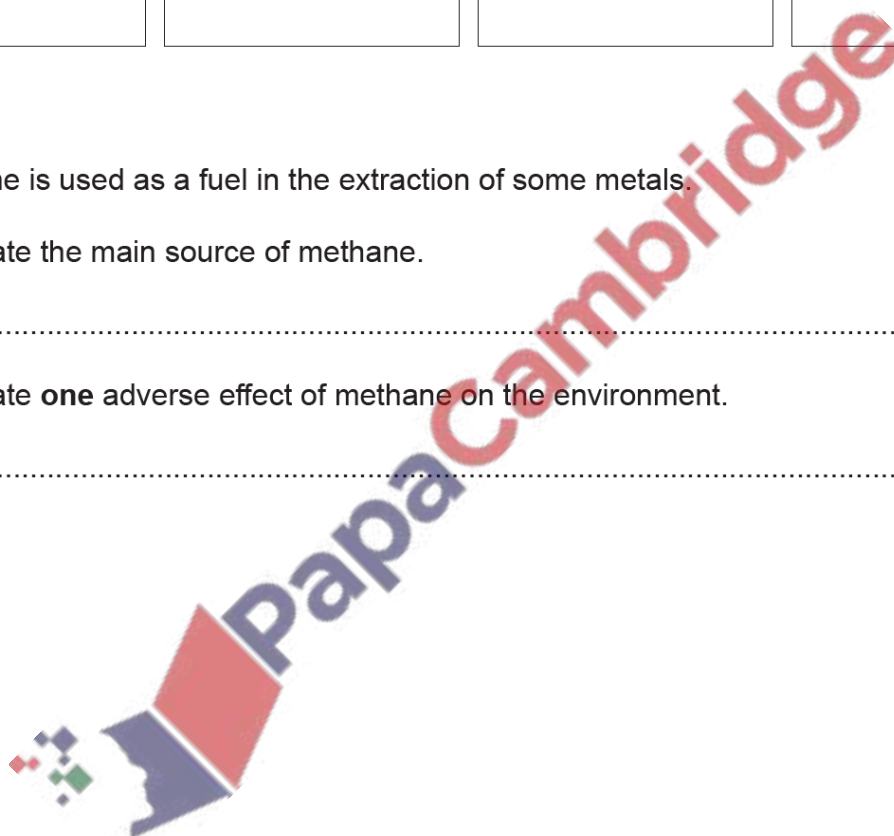 e is used as a fuel in the extraction of some metals.
ate the main source of methane.
ate one adverse effect of methane on the environment.
PapaCambridge